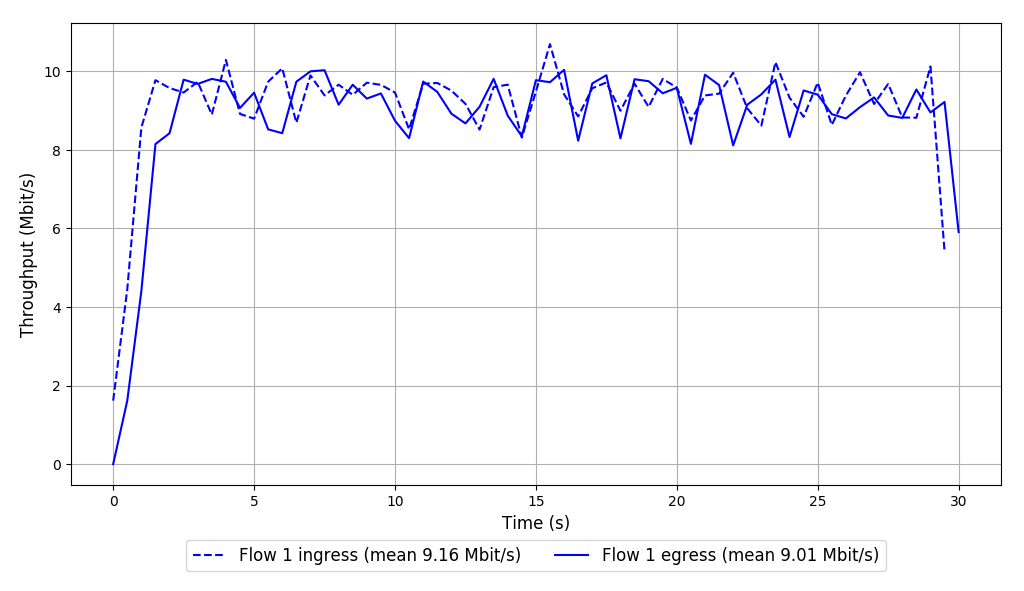 Throughput (Mbit/s)
10
8
6
4
2
0
0 5 10 15 20 25 30
Time (s)
Flow 1 ingress (mean 9.16 Mbit/s) Flow 1 egress (mean 9.01 Mbit/s)